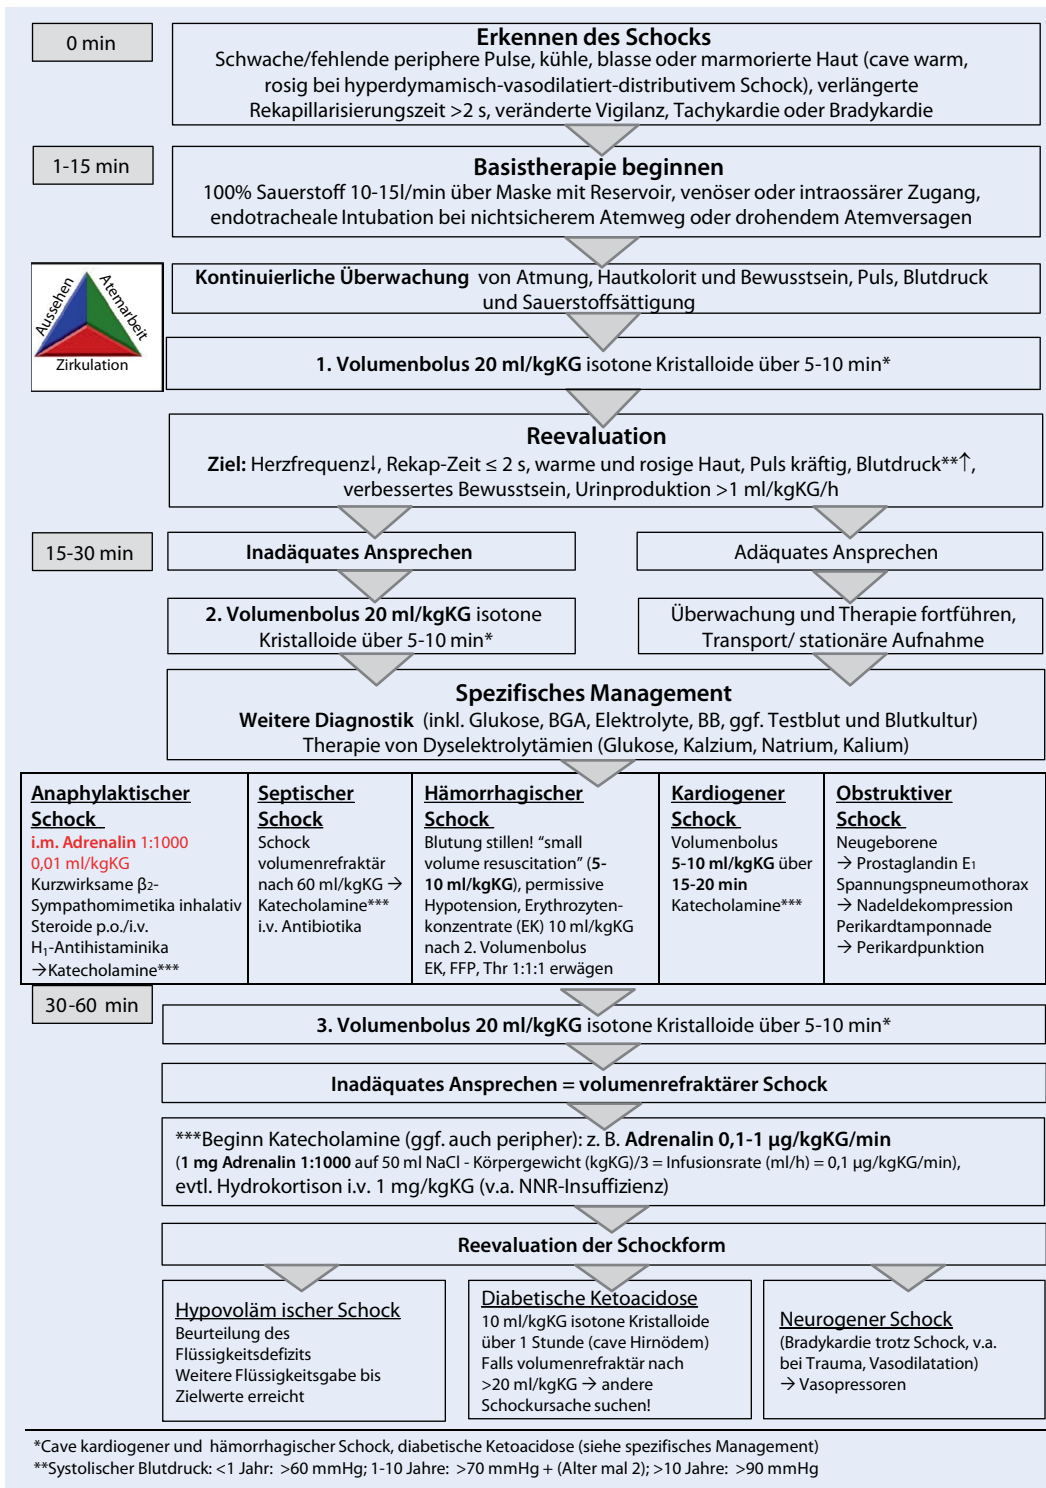 0 min
Erkennen des Schocks
Schwache/fehlende periphere Pulse, kühle, blasse oder marmorierte Haut (cave warm,
rosig bei hyperdynamisch-vasodilatiert-distributivem Schock), verlängerte
Rekapillarisierungszeit >2 s, veränderte Vigilanz, Tachykardie oder Bradykardie
1-15 min
Basistherapie beginnen
100% Sauerstoff 10-15l/min über Maske mit Reservoir, venöser oder intraossärer Zugang,
endotracheale Intubation bei nichtsicherem Atemweg oder drohendem Atemversagen
Aussehen
Atemarbeit
Zirkulation
Kontinuierliche Überwachung von Atmung, Hautkolorit und Bewusstsein, Puls, Blutdruck
und Sauerstoffsättigung
1. Volumenbolus 20 ml/kgKG isotone Kristalloide über 5-10 min*
Reevaluation
Ziel: Herzfrequenz↓, Rekap-Zeit ≤ 2 s, warme und rosige Haut, Puls kräftig, Blutdruck**↑,
verbessertes Bewusstsein, Urinproduktion >1 ml/kgKG/h
15-30 min
Inadäquates Ansprechen
Adäquates Ansprechen
2. Volumenbolus 20 ml/kgKG isotone
Kristalloide über 5-10 min*
Überwachung und Therapie fortführen,
Transport/ stationäre Aufnahme
Spezifisches Management
Weitere Diagnostik (inkl. Glukose, BGA, Elektrolyte, BB, ggf. Testblut und Blutkultur)
Therapie von Dyselektrolytämien (Glukose, Kalzium, Natrium, Kalium)
Anaphylaktischer
Schock
i.m. Adrenalin 1:1000
0,01 ml/kgKG
Kurzwirksame β2-
Sympathomimetika inhalativ
Steroide p.o./i.v.
H1-Antihistaminika
→Katecholamine***
Septischer
Schock
Schock
volumenrefraktär
nach 60 ml/kgKG →
Katecholamine***
i.v. Antibiotika
Hämorrhagischer
Schock
Blutung stillen! "small
volume resuscitation" (5-
10 ml/kgKG), permissive
Hypotension, Erythrozyten-
konzentrate (EK) 10 ml/kgKG
nach 2. Volumenbolus
EK, FFP, Thr 1:1:1 erwägen
Kardiogener
Schock
Volumenbolus
5-10 ml/kgKG über
15-20 min
Katecholamine***
Obstruktiver
Schock
Neugeborene
→ Prostaglandin E1
Spannungspneumothorax
→ Nadeldekompression
Perikardtamponnade
→ Perikardpunktion
30-60 min
3. Volumenbolus 20 ml/kgKG isotone Kristalloide über 5-10 min*
Inadäquates Ansprechen = volumenrefraktärer Schock
***Beginn Katecholamine (ggf. auch peripher): z. B. Adrenalin 0,1-1 µg/kgKG/min
(1 mg Adrenalin 1:1000 auf 50 ml NaCl - Körpergewicht (kgKG)/3 = Infusionsrate (ml/h) = 0,1 µg/kgKG/min),
evtl. Hydrokortison i.v. 1 mg/kgKG (v.a. NNR-Insuffizienz)
Reevaluation der Schockform
Hypovoläm ischer Schock
Beurteilung des
Flüssigkeitsdefizits
Weitere Flüssigkeitsgabe bis
Zielwerte erreicht
Diabetische Ketoacidose
10 ml/kgKG isotone Kristalloide
über 1 Stunde (cave Hirnödem)
Falls volumenrefraktär nach
>20 ml/kgKG → andere
Schockursache suchen!
Neurogener Schock
(Bradykardie trotz Schock, v.a.
bei Trauma, Vasodilatation)
→ Vasopressoren
*Cave kardiogener und hämorrhagischer Schock, diabetische Ketoacidose (siehe spezifisches Management)
**Systolischer Blutdruck: <1 Jahr: >60 mmHg; 1-10 Jahre: >70 mmHg + (Alter mal 2); >10 Jahre: >90 mmHg